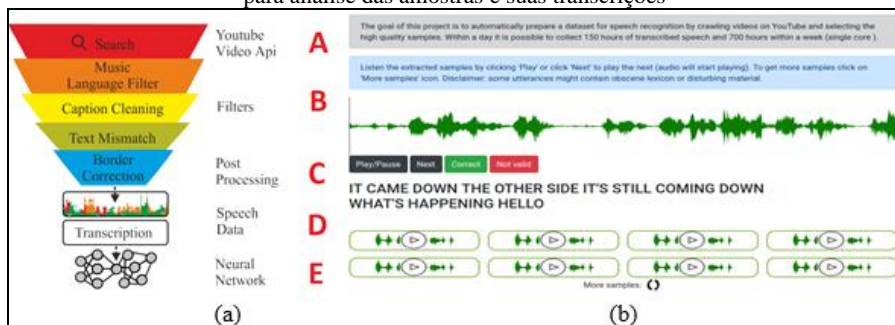 para análise das amostras e suas transcrições
Search
Music
Language Filter
Caption Cleaning
Text Mismatch
Border
Correction
Transcription
Youtube
Video Api
Filters
Post
Processing
Speech
Data
Neural
Network
(a)
A
B
C
D
E
The goal of this project is to automatically prepare a dataset for speech recognition by crawling videos on YouTube and selecting the
high quality samples. Within a day it is possible to collect 150 hours of transcribed speech and 700 hours within a week (single core ).
Listen the extracted samples by clicking 'Play' or click 'Next' to play the next (audio will start playing). To get more samples click on
'More samples' icon. Disclaimer: some utterances might contain obscene lexicon or disturbing material.
Play/Pause Next Correct Not valid
IT CAME DOWN THE OTHER SIDE IT'S STILL COMING DOWN
WHAT'S HAPPENING HELLO
More samples:
(b)